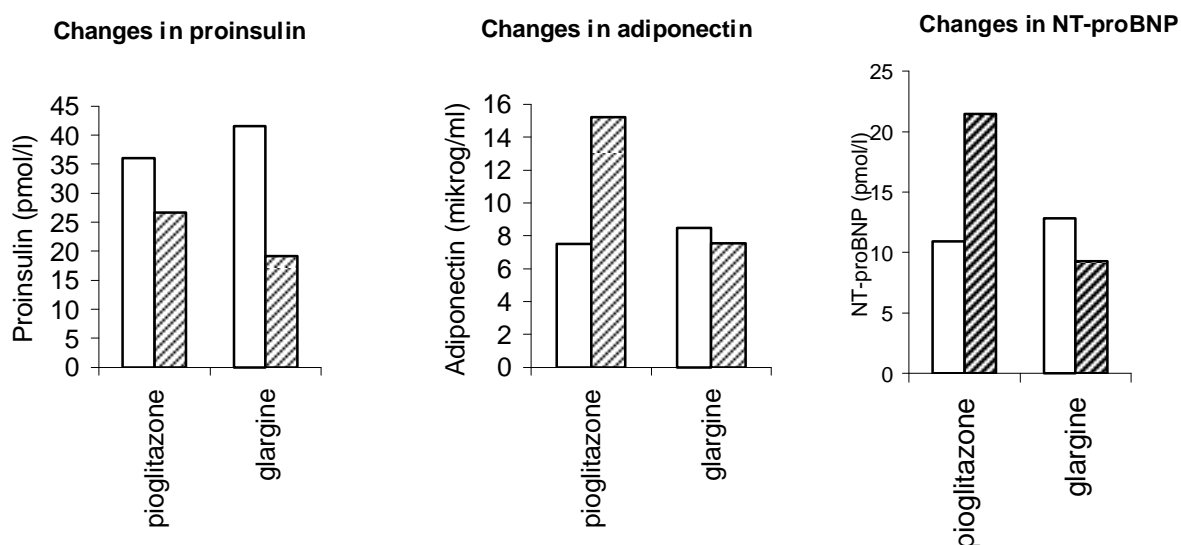 Changes in proinsulin
Proinsulin (pmol/l)
45
40
35
30
25
20
15
10
5
0
pioglitazone
glargine
Changes in adiponectin
Adiponectin (mikrog/ml)
16
14
12
10
8
6
4
2
0
pioglitazone
glargine
Changes in NT-proBNP
NT-proBNP (pmol/l)
25
20
15
10
5
0
pioglitazone
glargine